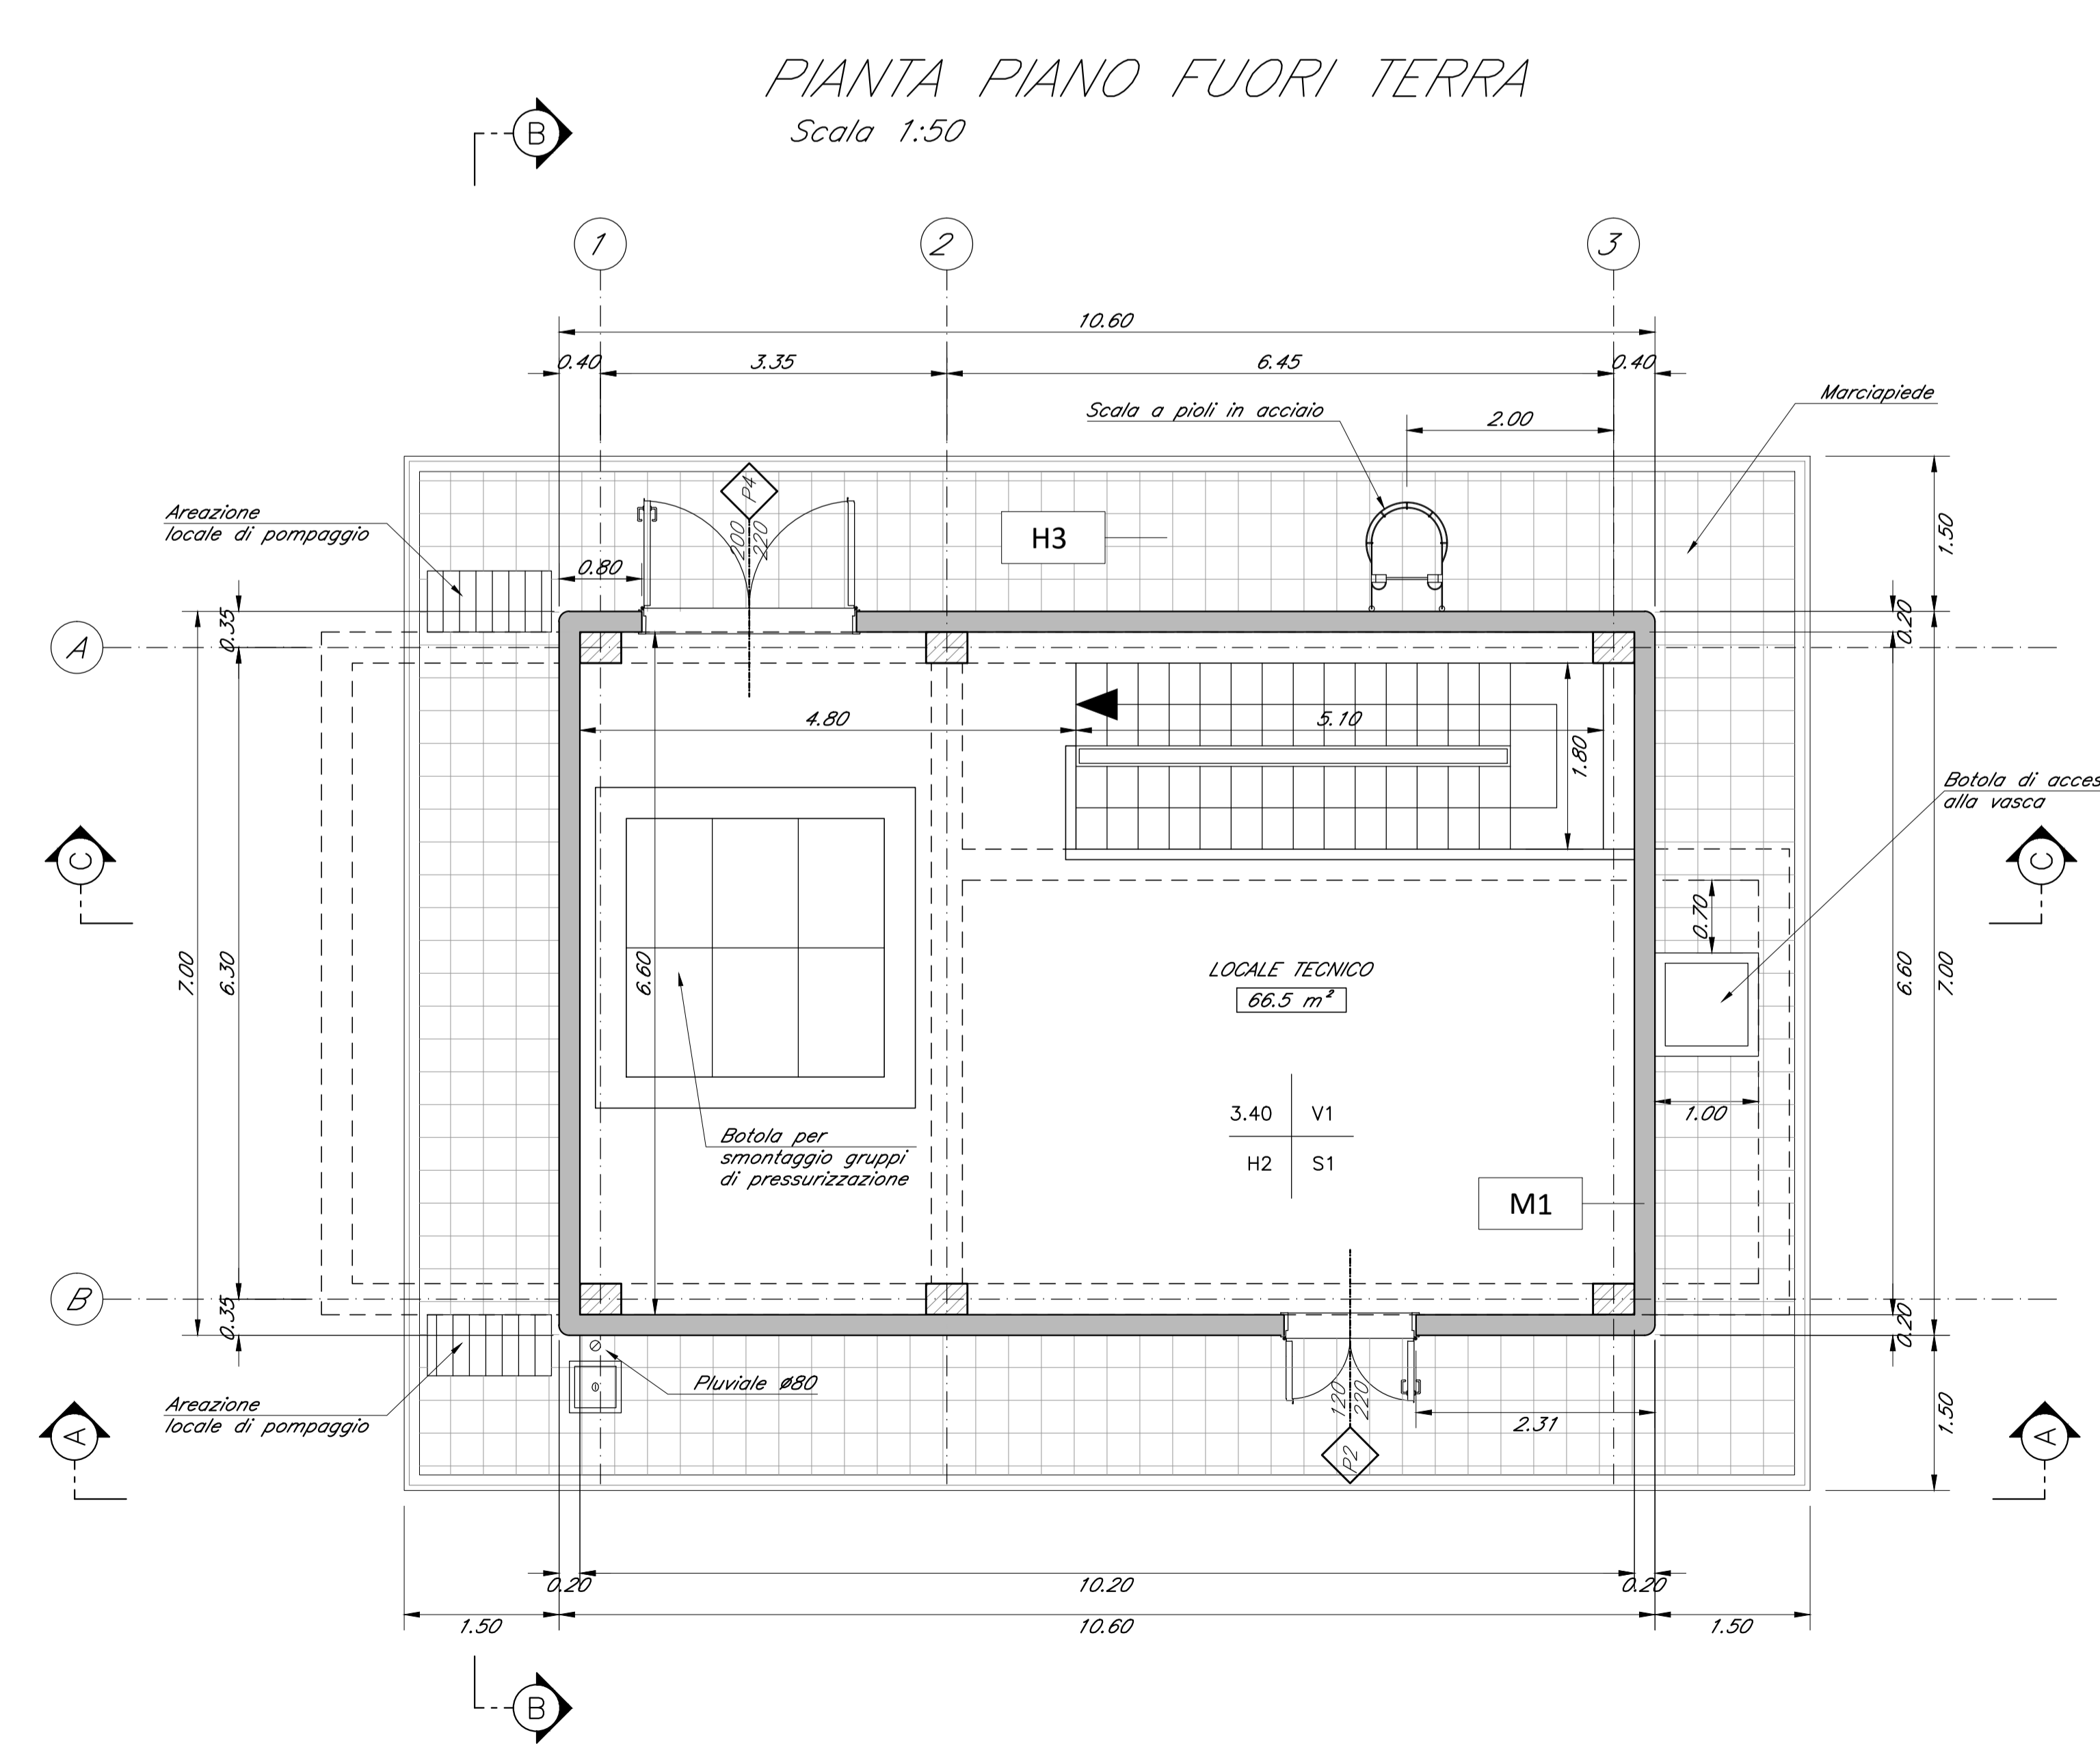 PIANTA PIANO FUORI TERRA
Scala 1:50
B
1
2
3
10.60
0.40
3.35
6.45
0.40
Marciapiede
Scala a pioli in acciaio
2.00
P4
200
220
H3
Areazione
locale di pompaggio
0.80
1.50
0.35
0.20
A
4.80
5.10
1.80
Botola di acces
alla vasca
C
C
0.70
7.00
6.30
6.60
LOCALE TECNICO
66.5 m²
6.60
7.00
3.40
V1
1.00
H2
S1
Botola per
smontaggio gruppi
di pressurizzazione
M1
B
0.35
0.20
Pluviale ø80
Areazione
locale di pompaggio
120
220
2.31
1.50
A
P2
A
0.20
10.20
0.20
1.50
10.60
1.50
B